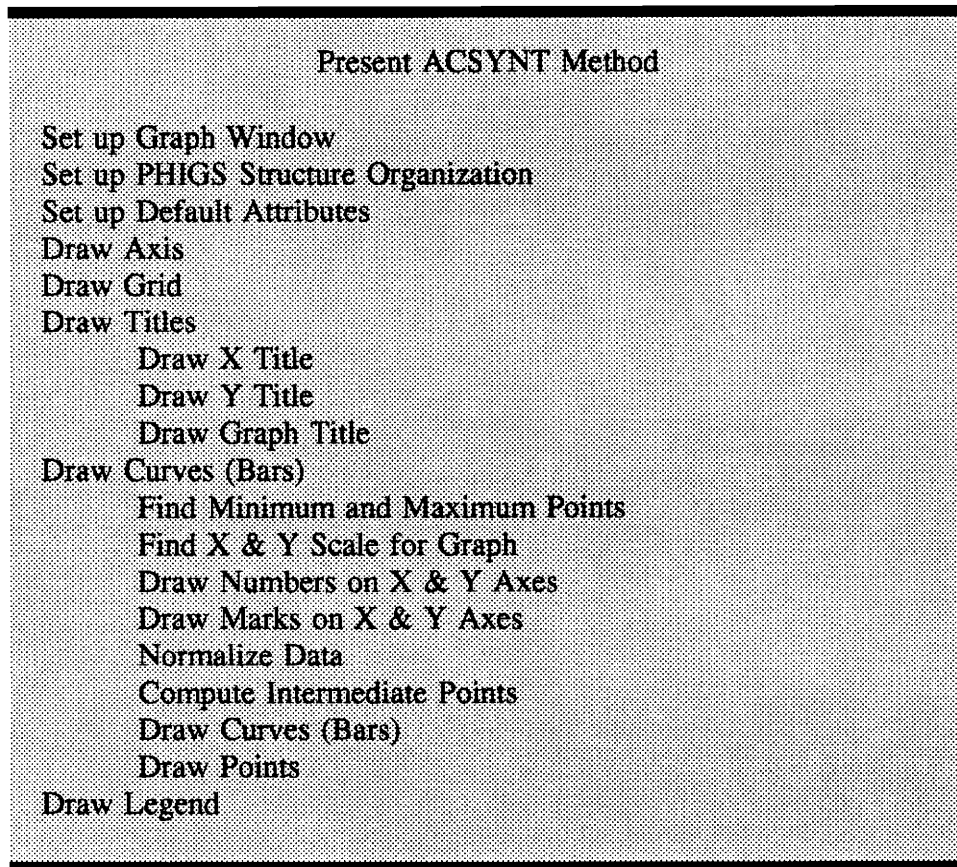 Present ACSYNT Method
Set up Graph Window
Set up PHIGS Structure Organization
Set up Default Attributes
Draw Axis
Draw Grid
Draw Titles
Draw X Title
Draw Y Title
Draw Graph Title
Draw Curves (Bars)
Find Minimum and Maximum Points
Find X & Y Scale for Graph
Draw Numbers on X & Y Axes
Draw Marks on X & Y Axes
Normalize Data
Compute Intermediate Points
Draw Curves (Bars)
Draw Points
Draw Legend